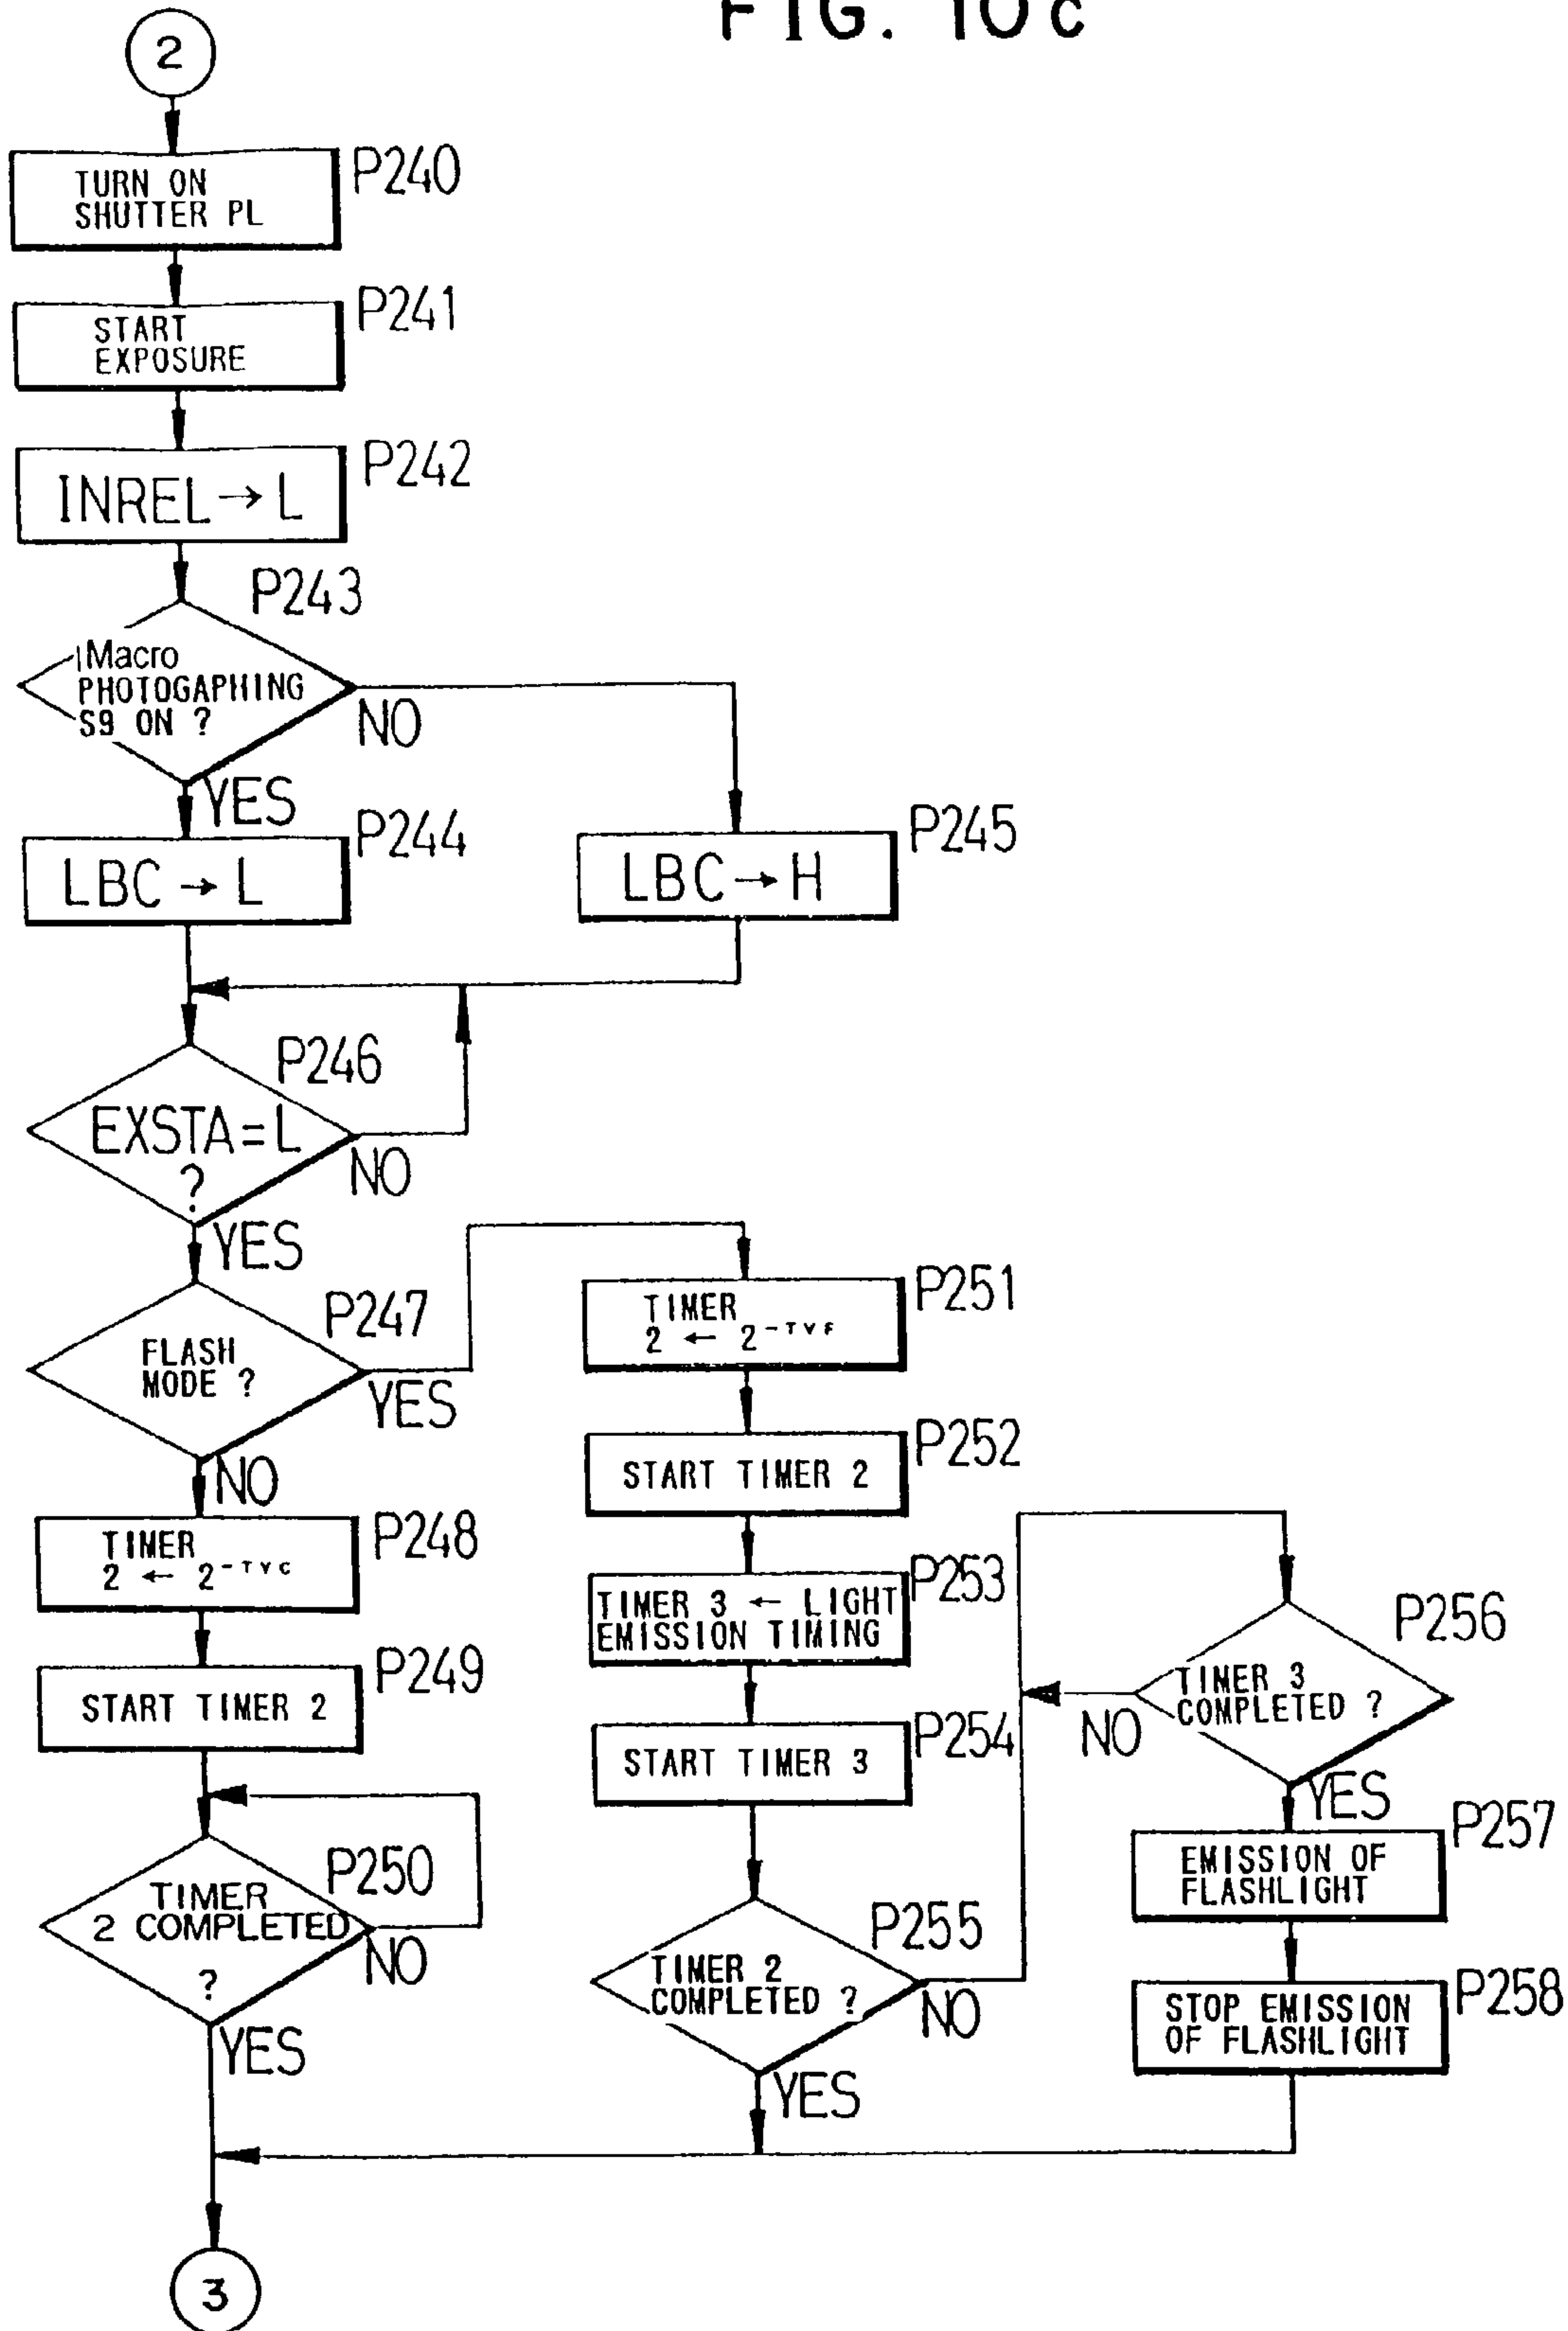 FIG. 10c
2
TURN ON
SHUTTER PL
P240
START
EXPOSURE
P241
INREL → L
P242
P243
Macro
PHOTOGAPHING
S9 ON ?
NO
YES
LBC → L
P244
LBC → H
P245
P246
EXSTA = L
?
NO
YES
P247
FLASH
MODE ?
YES
NO
TIMER
2 ← 2^-TVC
P248
START TIMER 2
P249
P250
TIMER
2 COMPLETED
?
NO
YES
TIMER
2 ← 2^-TVF
P251
START TIMER 2
P252
TIMER 3 ← LIGHT
EMISSION TIMING
P253
START TIMER 3
P254
P255
TIMER 2
COMPLETED ?
NO
YES
P256
TIMER 3
COMPLETED ?
NO
YES
EMISSION OF
FLASHLIGHT
P257
STOP EMISSION
OF FLASHLIGHT
P258
3